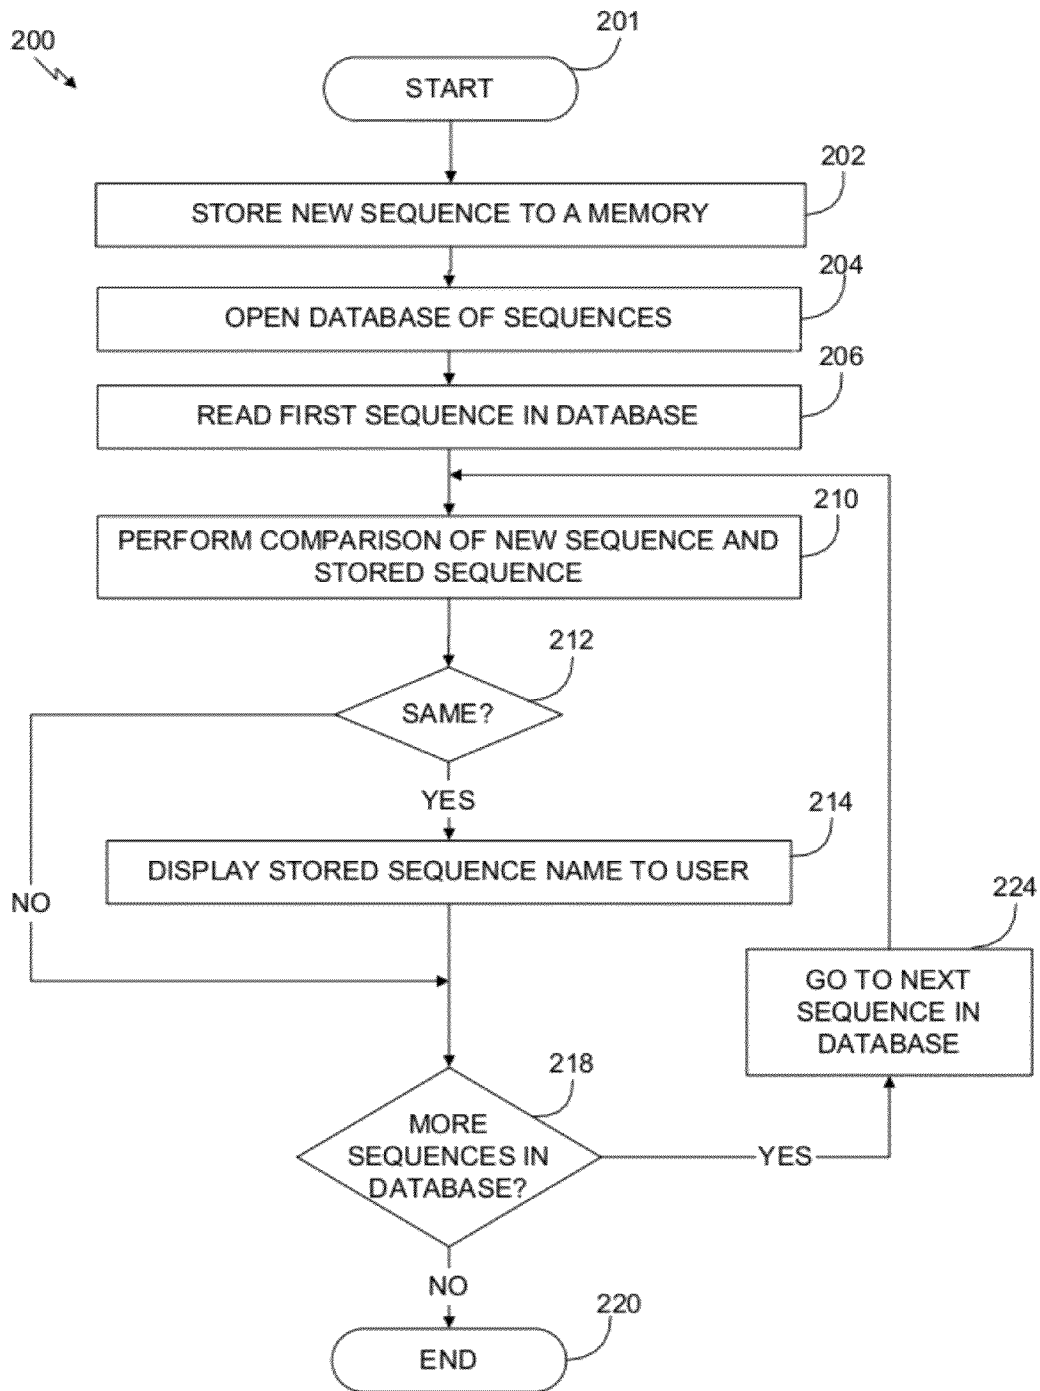 200
201
START
202
STORE NEW SEQUENCE TO A MEMORY
204
OPEN DATABASE OF SEQUENCES
206
READ FIRST SEQUENCE IN DATABASE
210
PERFORM COMPARISON OF NEW SEQUENCE AND
STORED SEQUENCE
212
SAME?
YES
214
DISPLAY STORED SEQUENCE NAME TO USER
NO
224
GO TO NEXT
SEQUENCE IN
DATABASE
218
MORE
SEQUENCES IN
DATABASE?
YES
NO
220
END